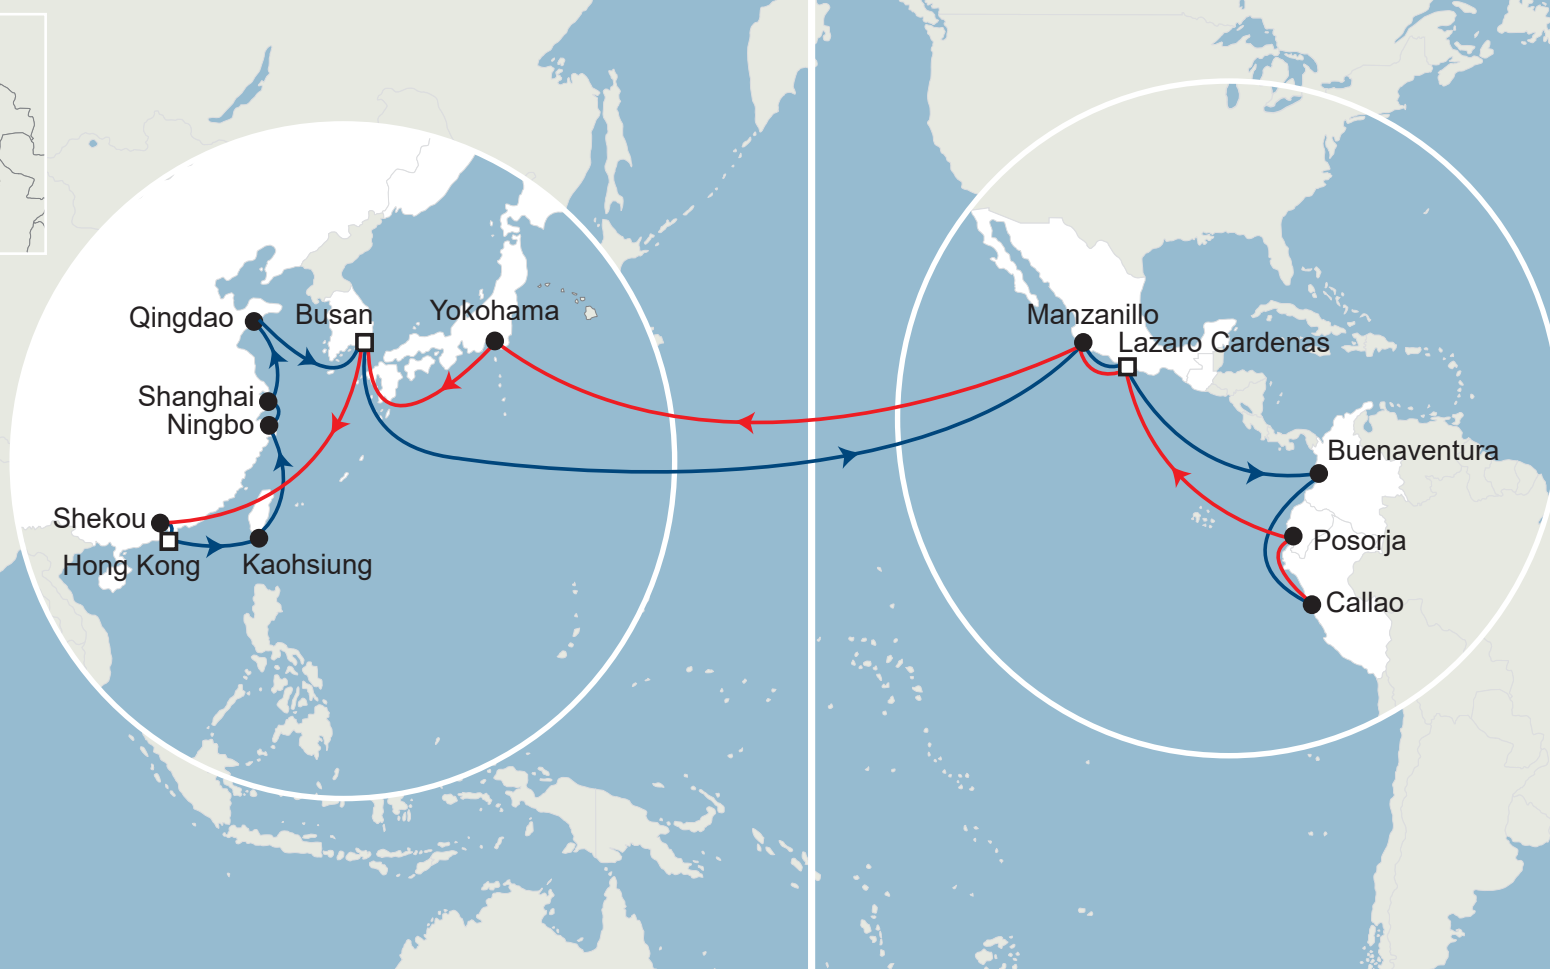 Qingdao
Busan
Yokohama
Shanghai
Ningbo
Shekou
Hong Kong
Kaohsiung
Manzanillo
Lazaro Cardenas
Buenaventura
Posorja
Callao